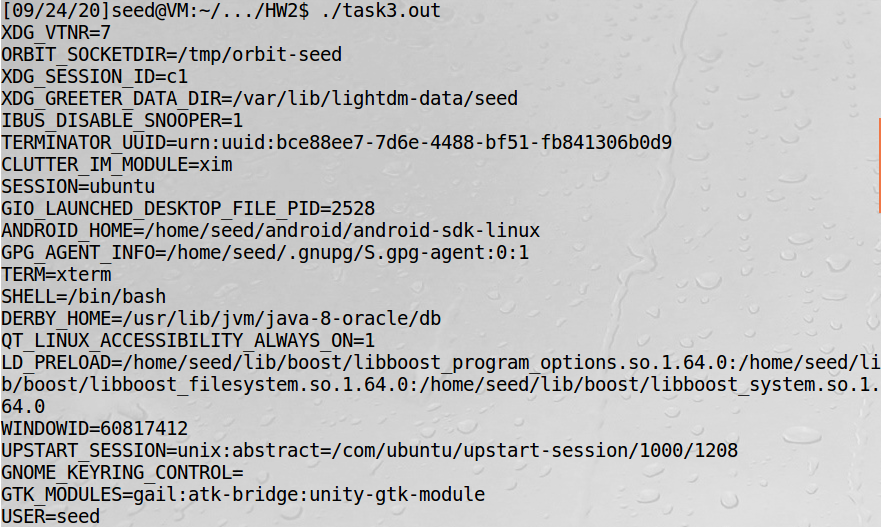 [09/24/20]seed@VM:~/.../HW2$ ./task3.out
XDG_VTNR=7
ORBIT_SOCKETDIR=/tmp/orbit-seed
XDG_SESSION_ID=c1
XDG_GREETER_DATA_DIR=/var/lib/lightdm-data/seed
IBUS_DISABLE_SNOOPER=1
TERMINATOR_UUID=urn:uuid:bce88ee7-7d6e-4488-bf51-fb841306b0d9
CLUTTER_IM_MODULE=xim
SESSION=ubuntu
GIO_LAUNCHED_DESKTOP_FILE_PID=2528
ANDROID_HOME=/home/seed/android/android-sdk-linux
GPG_AGENT_INFO=/home/seed/.gnupg/S.gpg-agent:0:1
TERM=xterm
SHELL=/bin/bash
DERBY_HOME=/usr/lib/jvm/java-8-oracle/db
QT_LINUX_ACCESSIBILITY_ALWAYS_ON=1
LD_PRELOAD=/home/seed/lib/boost/libboost_program_options.so.1.64.0:/home/seed/li
b/boost/libboost_filesystem.so.1.64.0:/home/seed/lib/boost/libboost_system.so.1.
64.0
WINDOWID=60817412
UPSTART_SESSION=unix:abstract=/com/ubuntu/upstart-session/1000/1208
GNOME_KEYRING_CONTROL=
GTK_MODULES=gail:atk-bridge:unity-gtk-module
USER=seed